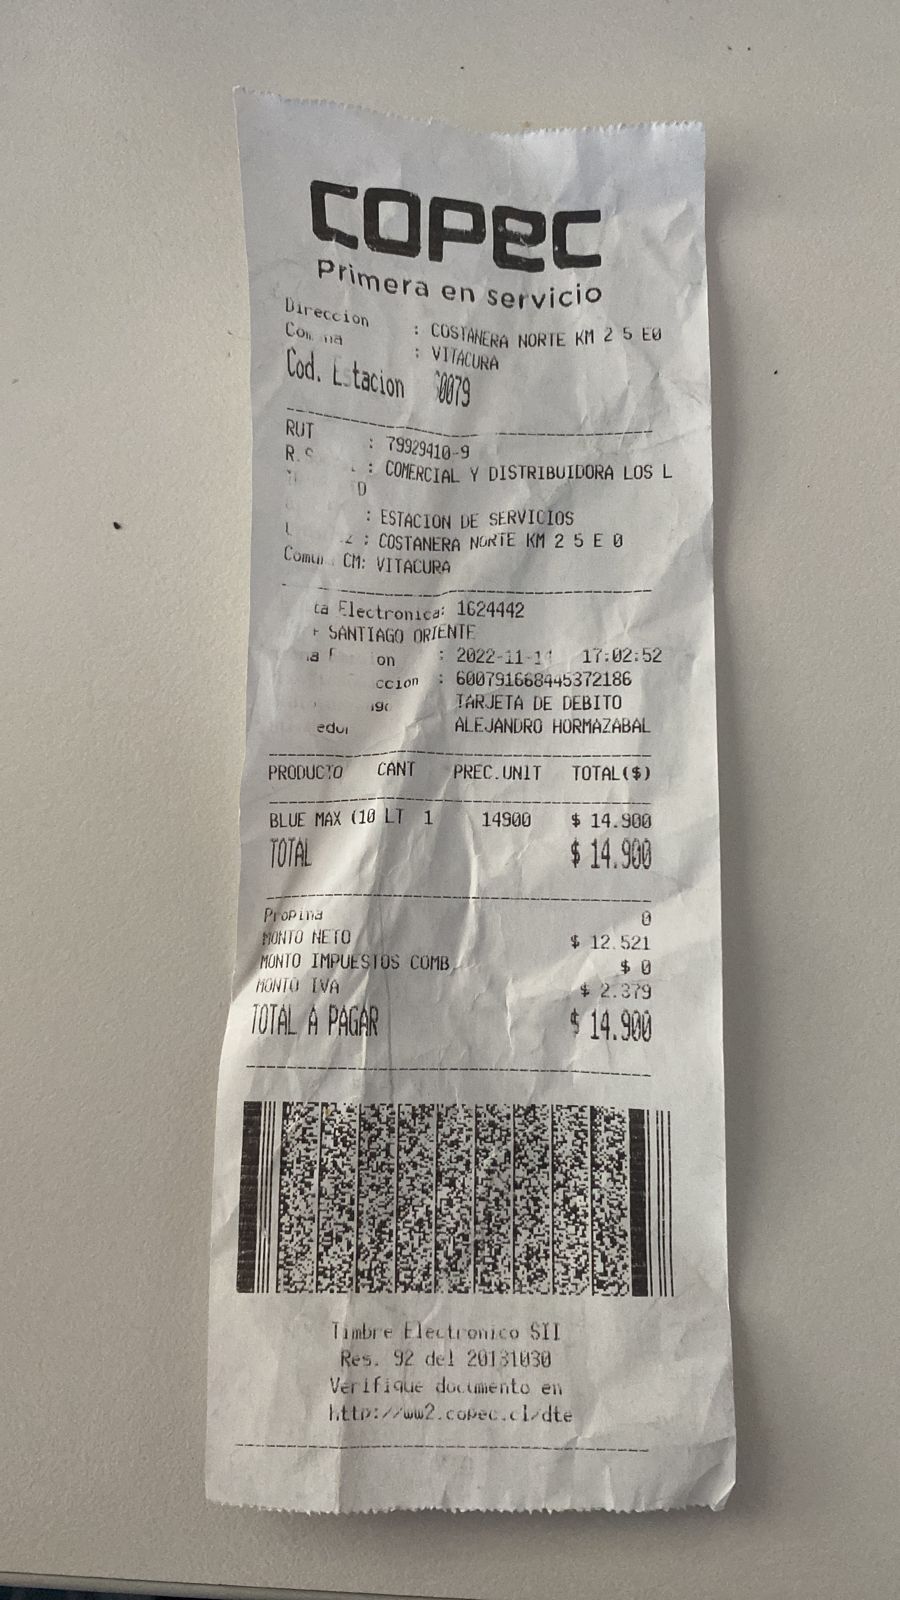 COPEC
Primera en servicio
Direccion : COSTANERA NORTE KM 2 5 E0
: VITACURA
Cod. Estacion 60079
RUT : 79929410-9
: COMERCIAL Y DISTRIBUIDORA LOS L
D
: ESTACION DE SERVICIOS
: COSTANERA NORTE KM 2 5 E 0
CM: VITACURA
Electronica: 1624442
SANTIAGO ORIENTE
: 17:02:52
: 600791668445372186
TARJETA DE DEBITO
ALEJANDRO HORMAZABAL
PRODUCTO CANT PREC.UNIT TOTAL($)
BLUE MAX (10 LT 1 14900 $ 14.900
TOTAL $ 14.900
Propina 0
MONTO NETO $ 12.521
MONTO IMPUESTOS COMB $ 0
MONTO IVA $ 2.379
TOTAL A PAGAR $ 14.900
Timbre Electronico SII
Res. 92 del 20131030
Verifique documento en
http://ww2.copec.cl/dte